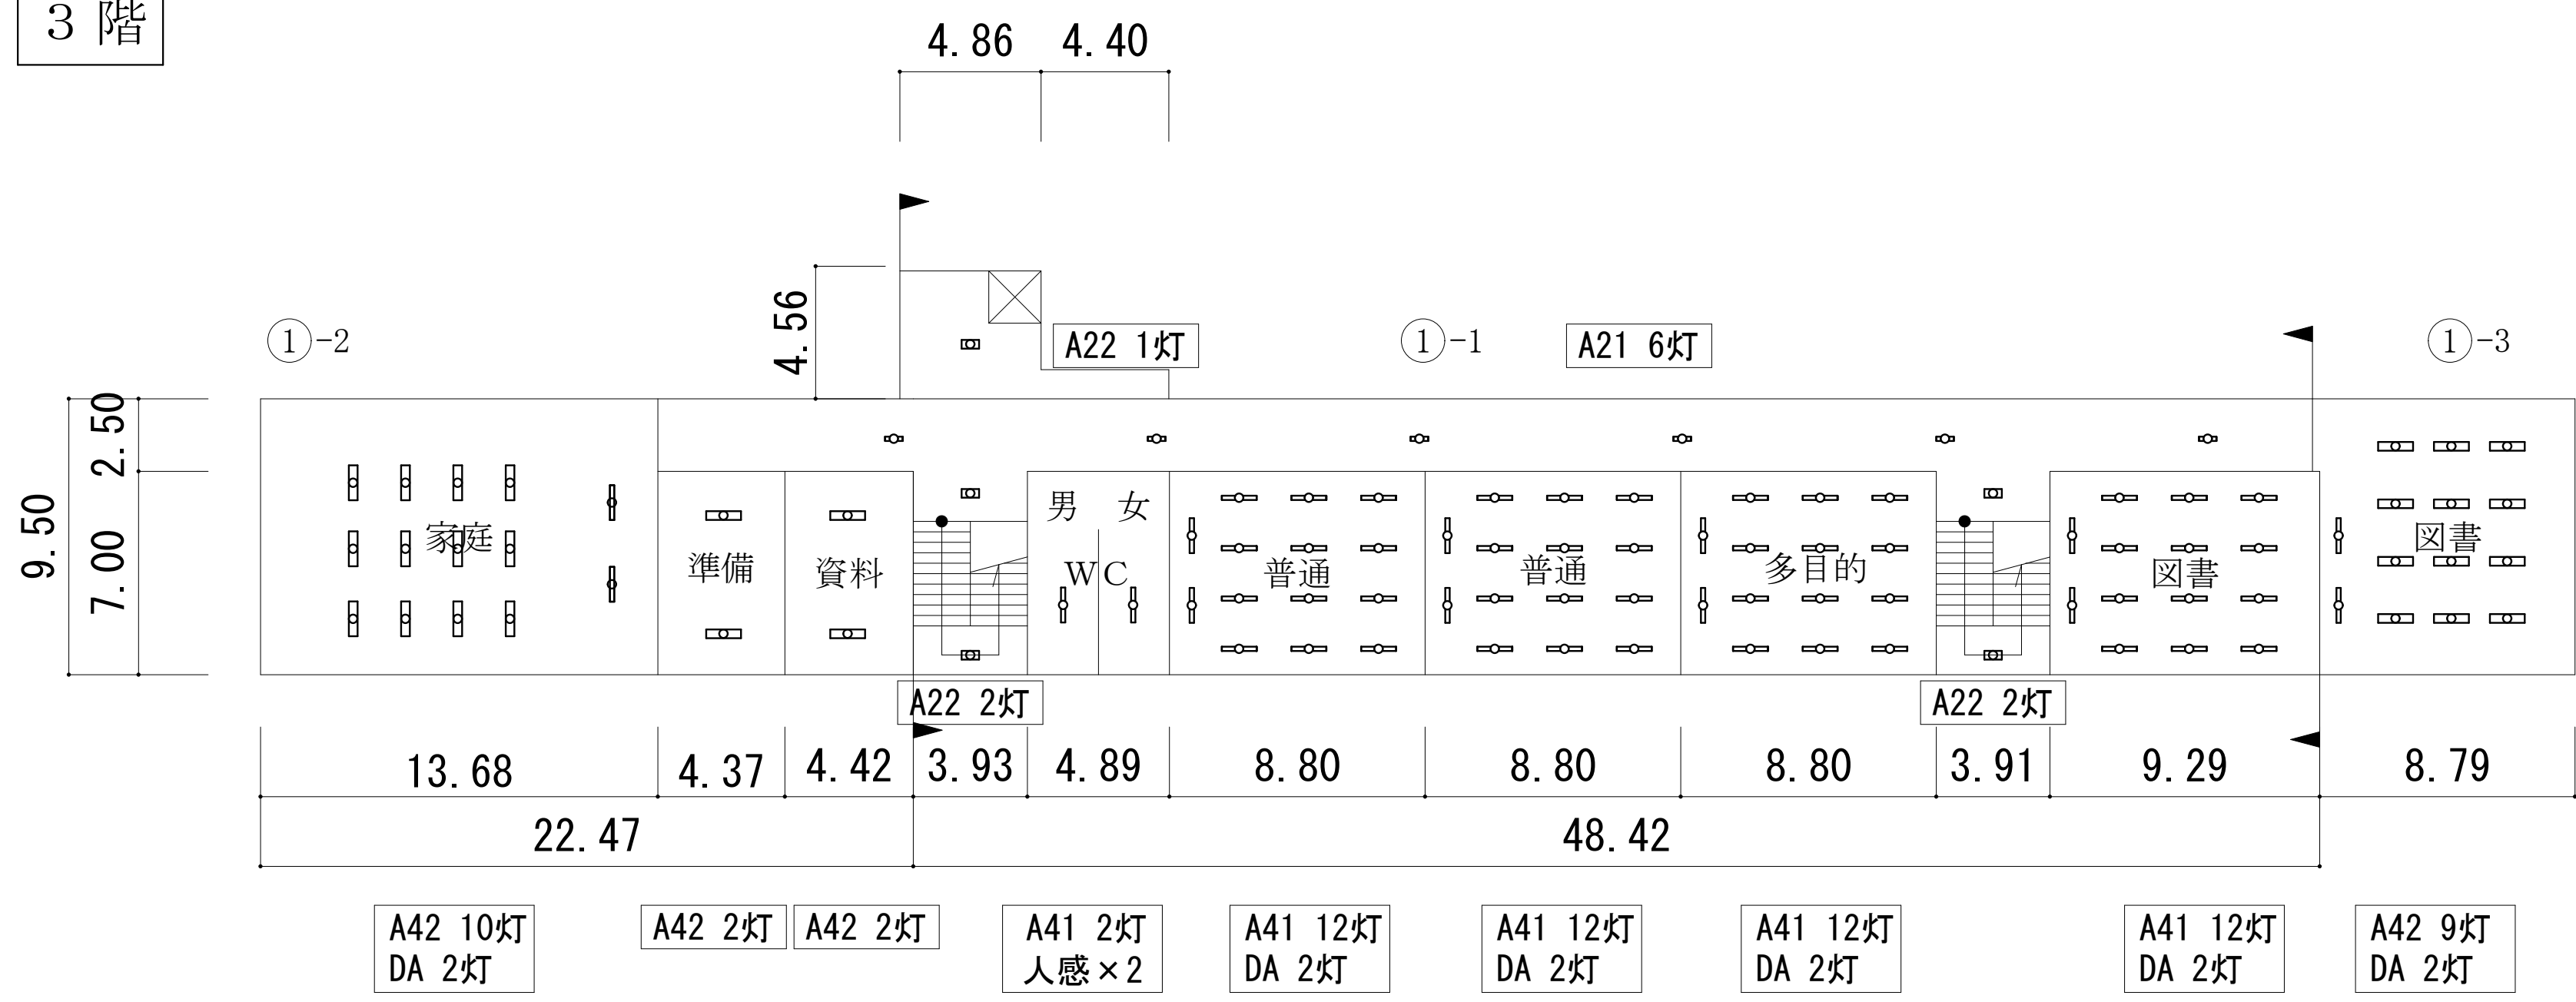 3 階
4.86 4.40
4.56
①-2
A22 1灯
①-1
A21 6灯
①-3
9.50
2.50
7.00
家庭
準備
資料
男 女
WC
普通
普通
多目的
図書
図書
A22 2灯
A22 2灯
13.68 4.37 4.42 3.93 4.89 8.80 8.80 8.80 3.91 9.29 8.79
22.47 48.42
A42 10灯
DA 2灯
A42 2灯
A42 2灯
A41 2灯
人感×2
A41 12灯
DA 2灯
A41 12灯
DA 2灯
A41 12灯
DA 2灯
A41 12灯
DA 2灯
A42 9灯
DA 2灯